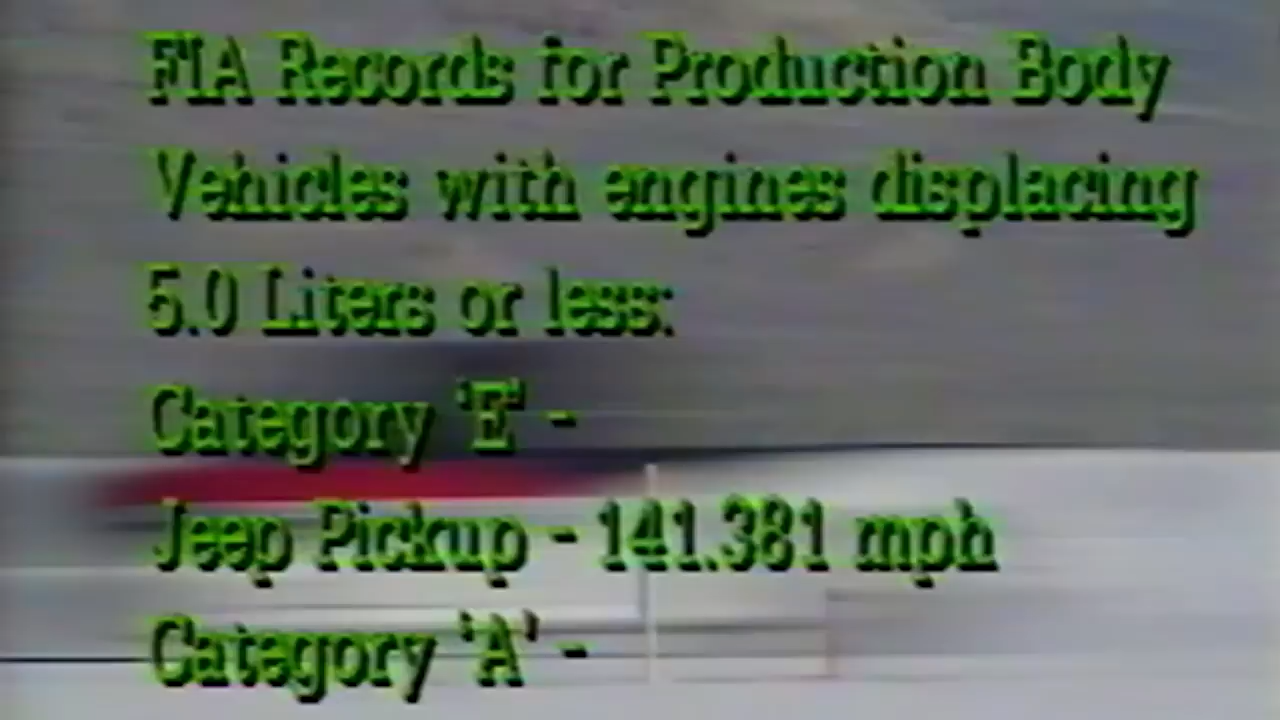 FIA Records for Production Body
Vehicles with engines displacing
5.0 Liters or less:
Category 'E' -
Jeep Pickup - 141.381 mph
Category 'A' -